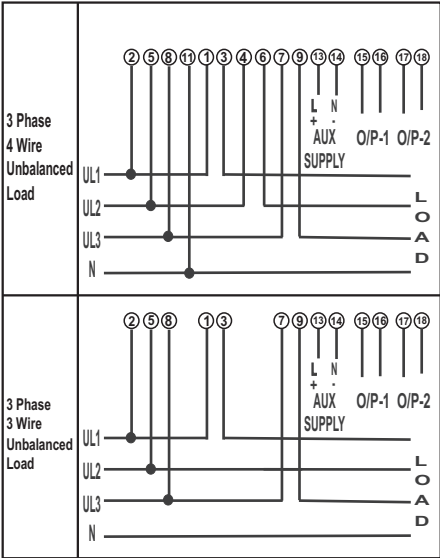 ② ⑤ ⑧ ⑪ ① ③ ④ ⑥ ⑦ ⑨ ⑬ ⑭ ⑮ ⑯ ⑰ ⑱
L N
+ -
AUX O/P-1 O/P-2
SUPPLY
3 Phase
4 Wire
Unbalanced
Load
UL1
UL2
UL3
N
LOAD
② ⑤ ⑧ ① ③ ⑦ ⑨ ⑬ ⑭ ⑮ ⑯ ⑰ ⑱
L N
+ -
AUX O/P-1 O/P-2
SUPPLY
3 Phase
3 Wire
Unbalanced
Load
UL1
UL2
UL3
N
LOAD